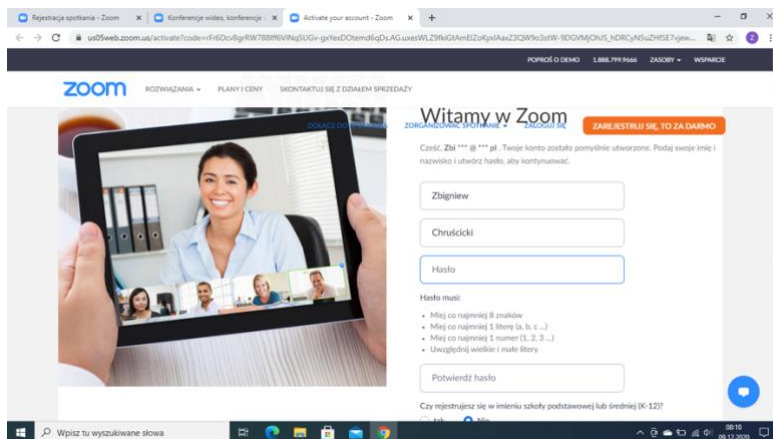 Rejestracja spotkania - Zoom
Konferencje wideo, konferencje
Activate your account - Zoom
POPROŚ O DEMO 1.888.799.9666 ZASOBY WSPARCIE
zoom ROZWIĄZANIA PLANY I CENY SKONTAKTUJ SIĘ Z DZIAŁEM SPRZEDAŻY
Witamy w Zoom
ZORGANIZOWAĆ SPOTKANIE ZALOGUJ SIĘ ZAREJESTRUJ SIĘ, TO ZA DARMO
Cześć, Zbi *** @ *** pl . Twoje konto zostało pomyślnie utworzone. Podaj swoje imię i
nazwisko i utwórz hasło, aby kontynuować.
Zbigniew
Chruścicki
Hasło
Hasło musi:
• Miej co najmniej 8 znaków
• Miej co najmniej 1 literę (a, b, c ...)
• Miej co najmniej 1 numer (1, 2, 3 ...)
• Uwzględnij wielkie i małe litery
Potwierdź hasło
Czy rejestrujesz się w imieniu szkoły podstawowej lub średniej (K-12)?
tak Nie
Wpisz tu wyszukiwane słowa
08:10
09.12.2020